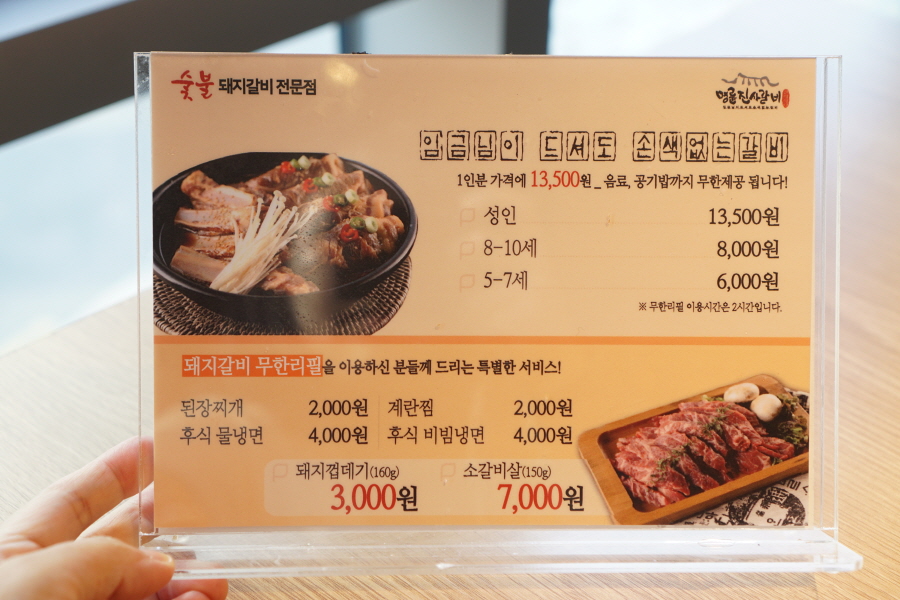 숯불 돼지갈비 전문점
명륜진사갈비
임금님이 드셔도 손색없는갈비
1인분 가격에 13,500원 _ 음료, 공기밥까지 무한제공 됩니다!
성인 13,500원
8-10세 8,000원
5-7세 6,000원
※ 무한리필 이용시간은 2시간입니다.
돼지갈비 무한리필을 이용하신 분들께 드리는 특별한 서비스!
된장찌개 2,000원 계란찜 2,000원
후식 물냉면 4,000원 후식 비빔냉면 4,000원
돼지껍데기(160g) 소갈비살(150g)
3,000원 7,000원